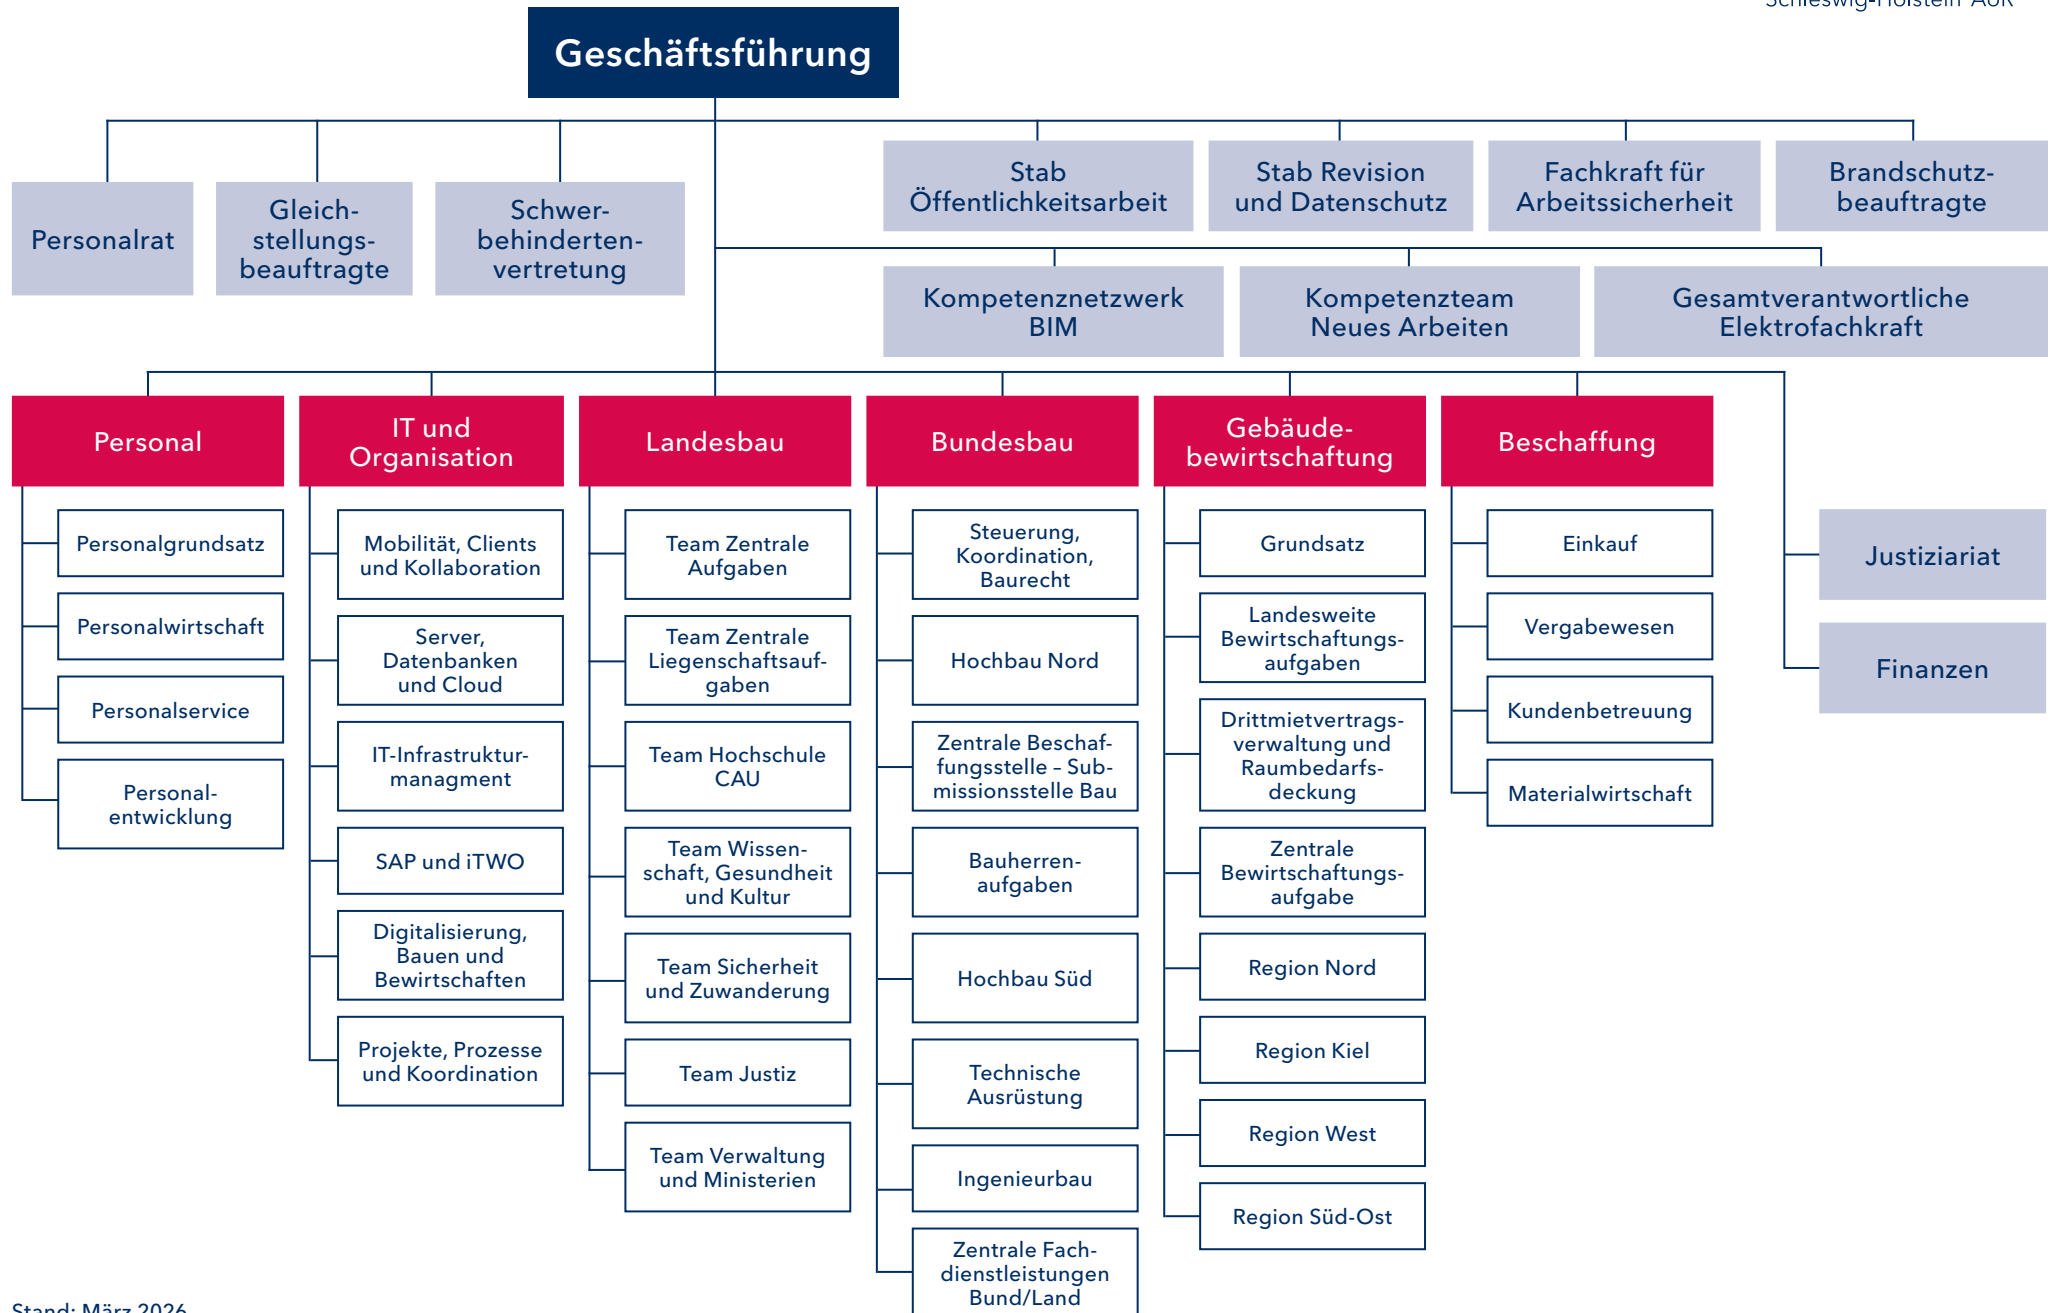 Schleswig-Holstein AöR
Geschäftsführung
Personalrat
Gleich-
stellungs-
beauftragte
Schwer-
behinderten-
vertretung
Stab
Öffentlichkeitsarbeit
Stab Revision
und Datenschutz
Fachkraft für
Arbeitssicherheit
Brandschutz-
beauftragte
Kompetenznetzwerk
BIM
Kompetenzteam
Neues Arbeiten
Gesamtverantwortliche
Elektrofachkraft
Personal
Personalgrundsatz
Personalwirtschaft
Personalservice
Personal-
entwicklung
IT und
Organisation
Mobilität, Clients
und Kollaboration
Server,
Datenbanken
und Cloud
IT-Infrastruktur-
managment
SAP und iTWO
Digitalisierung,
Bauen und
Bewirtschaften
Projekte, Prozesse
und Koordination
Landesbau
Team Zentrale
Aufgaben
Team Zentrale
Liegenschaftsauf-
gaben
Team Hochschule
CAU
Team Wissen-
schaft, Gesundheit
und Kultur
Team Sicherheit
und Zuwanderung
Team Justiz
Team Verwaltung
und Ministerien
Bundesbau
Steuerung,
Koordination,
Baurecht
Hochbau Nord
Zentrale Beschaf-
fungsstelle – Sub-
missionsstelle Bau
Bauherren-
aufgaben
Hochbau Süd
Technische
Ausrüstung
Ingenieurbau
Zentrale Fach-
dienstleistungen
Bund/Land
Gebäude-
bewirtschaftung
Grundsatz
Landesweite
Bewirtschaftungs-
aufgaben
Drittmietvertrags-
verwaltung und
Raumbedarfs-
deckung
Zentrale
Bewirtschaftungs-
aufgabe
Region Nord
Region Kiel
Region West
Region Süd-Ost
Beschaffung
Einkauf
Vergabewesen
Kundenbetreuung
Materialwirtschaft
Justiziariat
Finanzen
Stand: März 2026